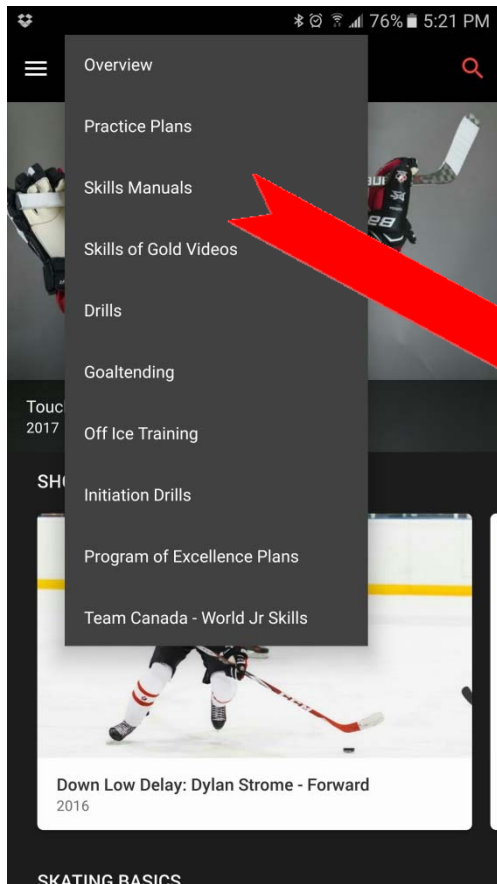 76% 5:21 PM
Overview
Practice Plans
Skills Manuals
Skills of Gold Videos
Drills
Goaltending
Touc
2017
Off Ice Training
SH
Initiation Drills
Program of Excellence Plans
Team Canada - World Jr Skills
Down Low Delay: Dylan Strome - Forward
2016
SKATING BASICS